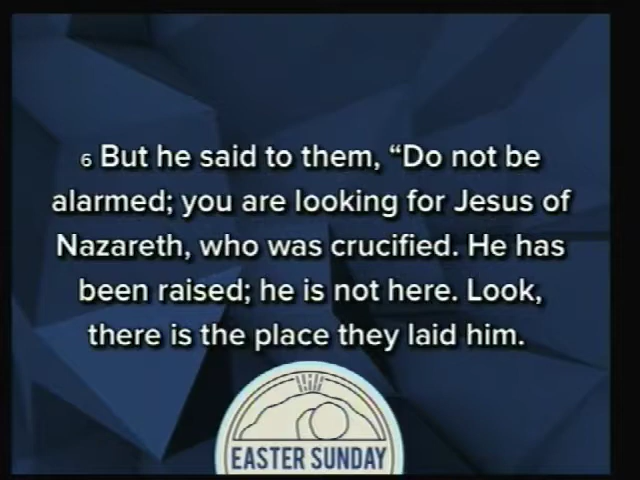 6 But he said to them, “Do not be
alarmed; you are looking for Jesus of
Nazareth, who was crucified. He has
been raised; he is not here. Look,
there is the place they laid him.
EASTER SUNDAY